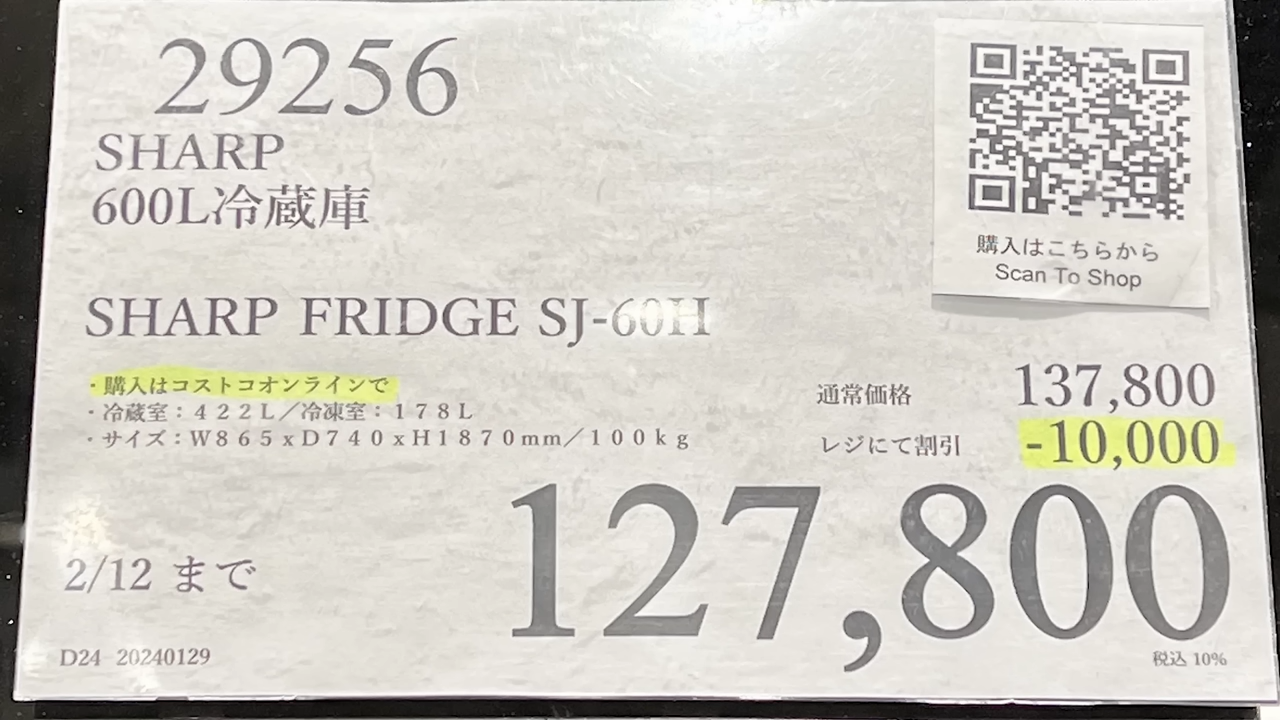 29256
SHARP
600L冷蔵庫
購入はこちらから
Scan To Shop
SHARP FRIDGE SJ-60H
・購入はコストコオンラインで
・冷蔵室：４２２Ｌ／冷凍室：１７８Ｌ
・サイズ：Ｗ８６５ｘＤ７４０ｘＨ１８７０mm／１００ｋｇ
通常価格 137,800
レジにて割引 -10,000
127,800
2/12 まで
D24 20240129
税込 10%